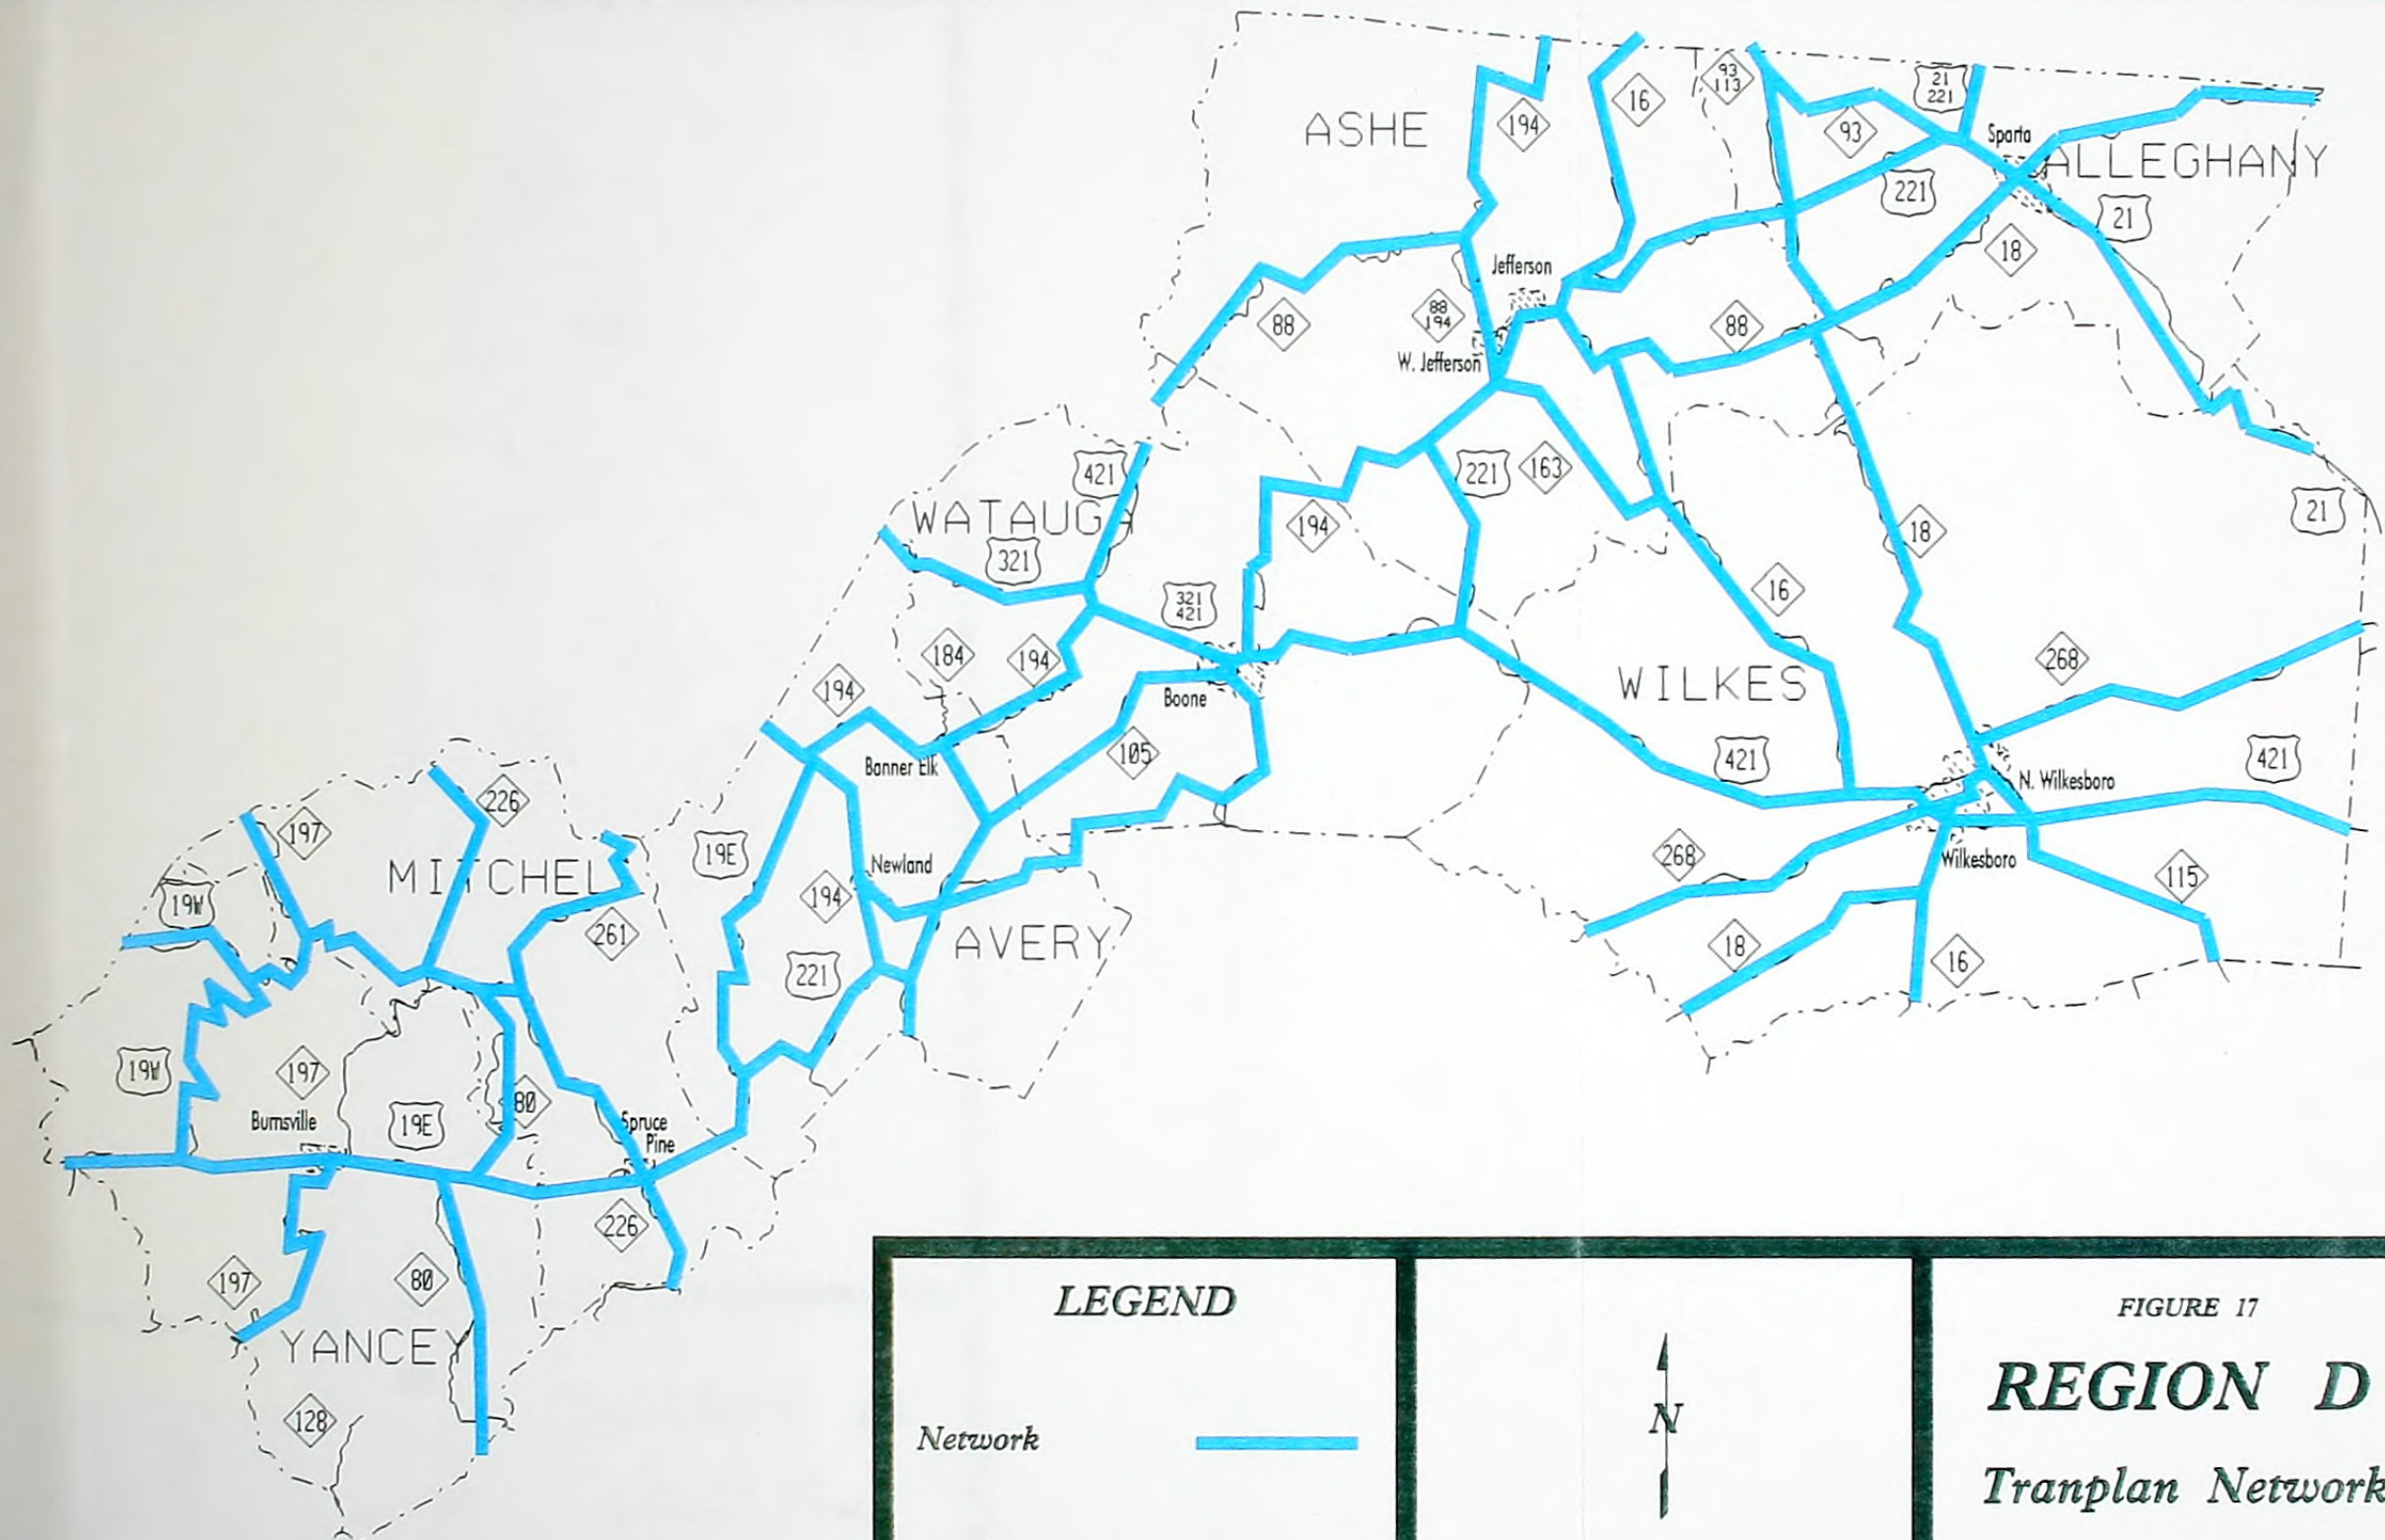 ASHE
194
16
93
113
21
221
93
Sparta
ALLEGHANY
221
21
18
Jefferson
88
88
194
88
W. Jefferson
421
221
163
WATAUGA
194
21
321
18
16
321
421
184
194
268
194
WILKES
Boone
105
421
421
Banner Elk
N. Wilkesboro
226
197
19E
MITCHELL
268
Wilkesboro
Newland
115
194
19W
261
AVERY
18
16
221
19W
197
80
Burnsville
19E
Spruce
Pine
226
197
80
YANCEY
128
LEGEND
Network
N
FIGURE 17
REGION D
Tranplan Network